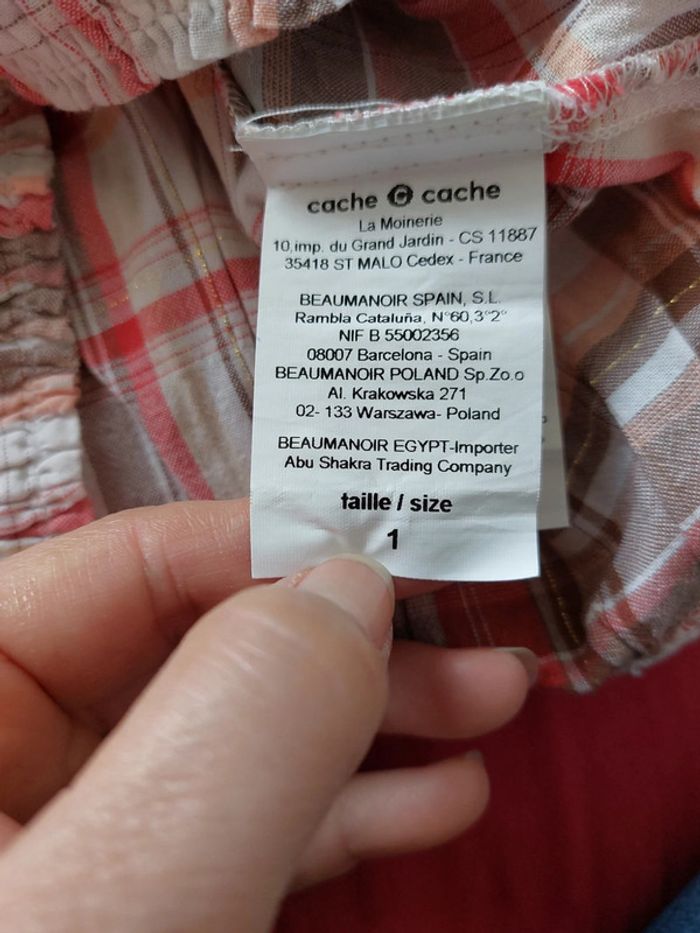 cache cache
La Moinerie
10, imp. du Grand Jardin - CS 11887
35418 ST MALO Cedex - France
BEAUMANOIR SPAIN, S.L.
Rambla Cataluña, N°60,3°2°
NIF B 55002356
08007 Barcelona - Spain
BEAUMANOIR POLAND Sp.Zo.o
Al. Krakowska 271
02- 133 Warszawa- Poland
BEAUMANOIR EGYPT-Importer
Abu Shakra Trading Company
taille / size
1